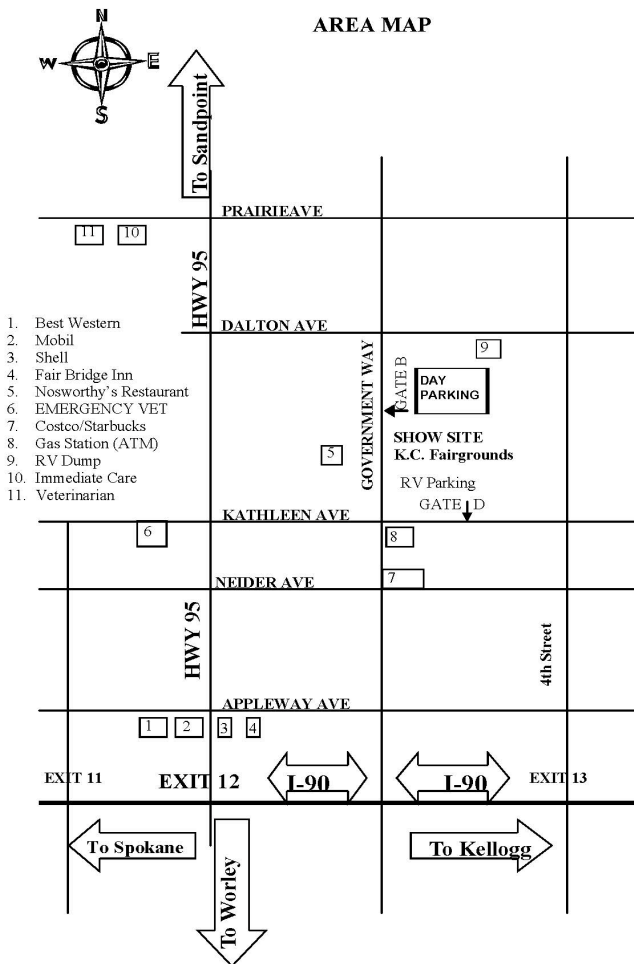 AREA MAP
N
W
E
S
To Sandpoint
PRAIRIEAVE
11
10
HWY 95
1. Best Western
2. Mobil
3. Shell
4. Fair Bridge Inn
5. Nosworthy's Restaurant
6. EMERGENCY VET
7. Costco/Starbucks
8. Gas Station (ATM)
9. RV Dump
10. Immediate Care
11. Veterinarian
DALTON AVE
9
GATE B
DAY
PARKING
GOVERNMENT WAY
SHOW SITE
K.C. Fairgrounds
5
RV Parking
GATE D
KATHLEEN AVE
6
8
7
NEIDER AVE
HWY 95
4th Street
APPLEWAY AVE
1
2
3
4
EXIT 11
EXIT 12
I-90
I-90
EXIT 13
To Spokane
To Kellogg
To Worley